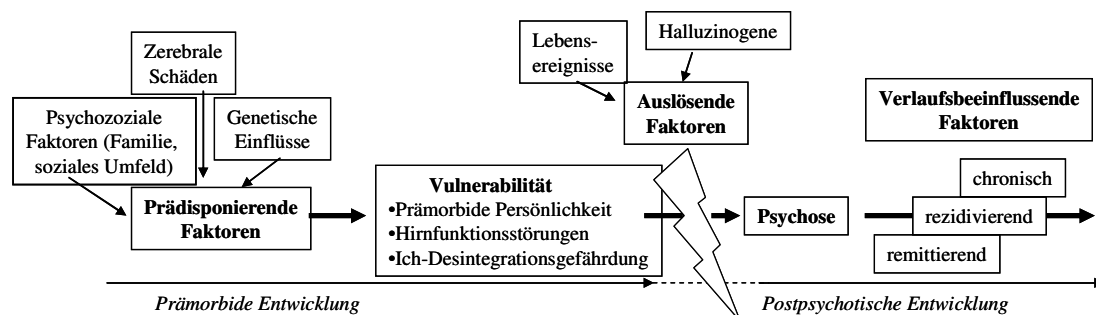 Zerebrale
Schäden
Psychozoziale
Faktoren (Familie,
soziales Umfeld)
Genetische
Einflüsse
Prädisponierende
Faktoren
Vulnerabilität
•Prämorbide Persönlichkeit
•Hirnfunktionsstörungen
•Ich-Desintegrationsgefährdung
Lebens-
ereignisse
Halluzinogene
Auslösende
Faktoren
Psychose
Verlaufsbeeinflussende
Faktoren
chronisch
rezidivierend
remittierend
Prämorbide Entwicklung
Postpsychotische Entwicklung